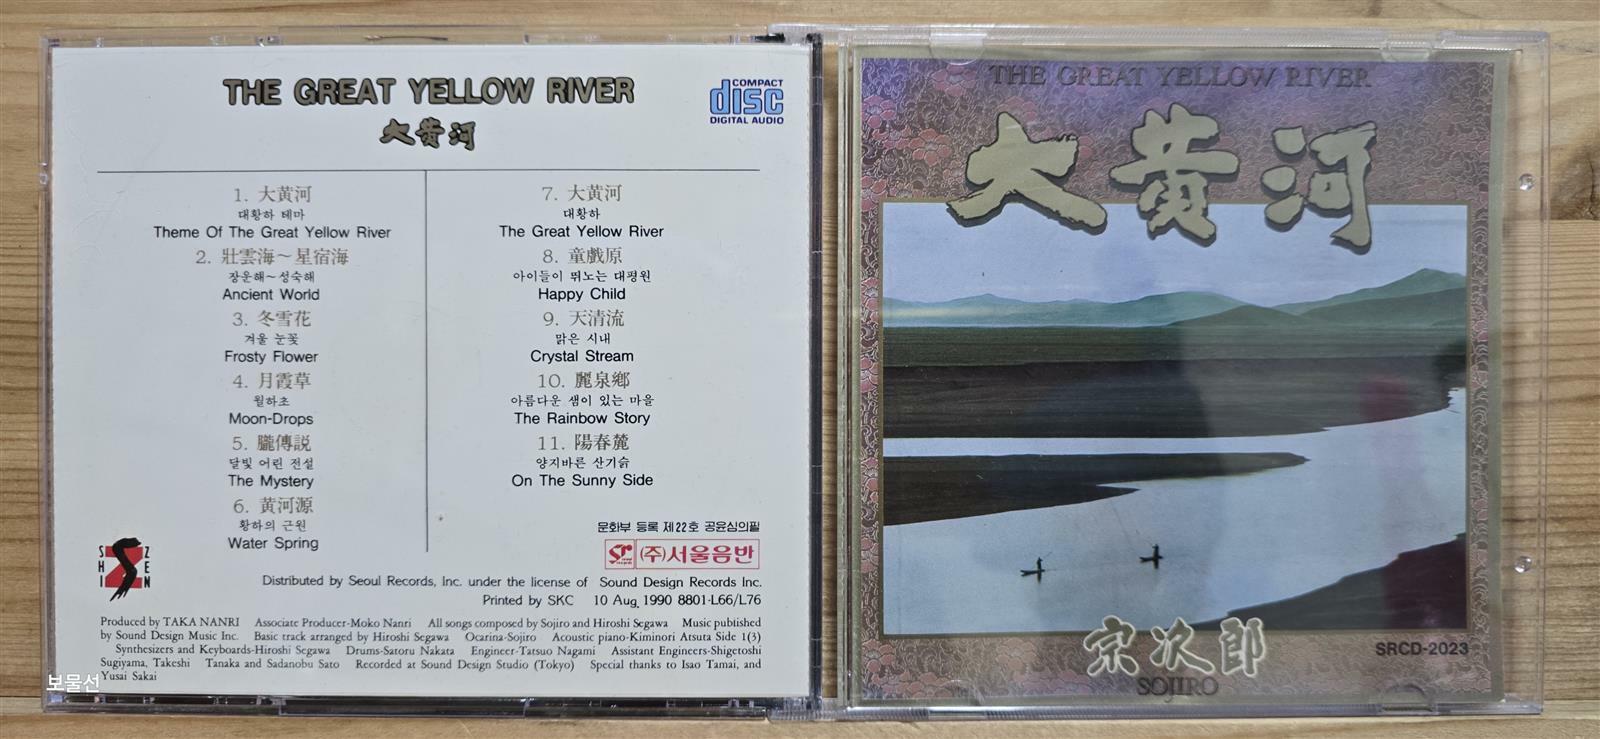 THE GREAT YELLOW RIVER
大黄河
COMPACT
disc
DIGITAL AUDIO
1. 大黄河
대황하 테마
Theme Of The Great Yellow River
2. 壯雲海～星宿海
장운해～성숙해
Ancient World
3. 冬雪花
겨울 눈꽃
Frosty Flower
4. 月霞草
월하초
Moon-Drops
5. 朧傳説
달빛 어린 전설
The Mystery
6. 黄河源
황하의 근원
Water Spring
7. 大黄河
대황하
The Great Yellow River
8. 童戲原
아이들이 뛰노는 대평원
Happy Child
9. 天清流
맑은 시내
Crystal Stream
10. 麗泉鄕
아름다운 샘이 있는 마을
The Rainbow Story
11. 陽春麓
양지바른 산기슭
On The Sunny Side
문화부 등록 제22호 공윤심의필
(주)서울음반
SHI ZEN
Distributed by Seoul Records, Inc. under the license of Sound Design Records Inc.
Printed by SKC 10 Aug. 1990 8801-L66/L76
Produced by TAKA NANRI Associate Producer-Moko Nanri All songs composed by Sojiro and Hiroshi Segawa Music published
by Sound Design Music Inc. Basic track arranged by Hiroshi Segawa Ocarina-Sojiro Acoustic piano-Kiminori Atsuta Side 1(3)
Synthesizers and Keyboards-Hiroshi Segawa Drums-Satoru Nakata Engineer-Tatsuo Nagami Assistant Engineers-Shigetoshi
Sugiyama, Takeshi Tanaka and Sadanobu Sato Recorded at Sound Design Studio (Tokyo) Special thanks to Isao Tamai, and
Yusai Sakai
보물선
THE GREAT YELLOW RIVER
大黄河
宗次郎
SOJIRO
SRCD-2023